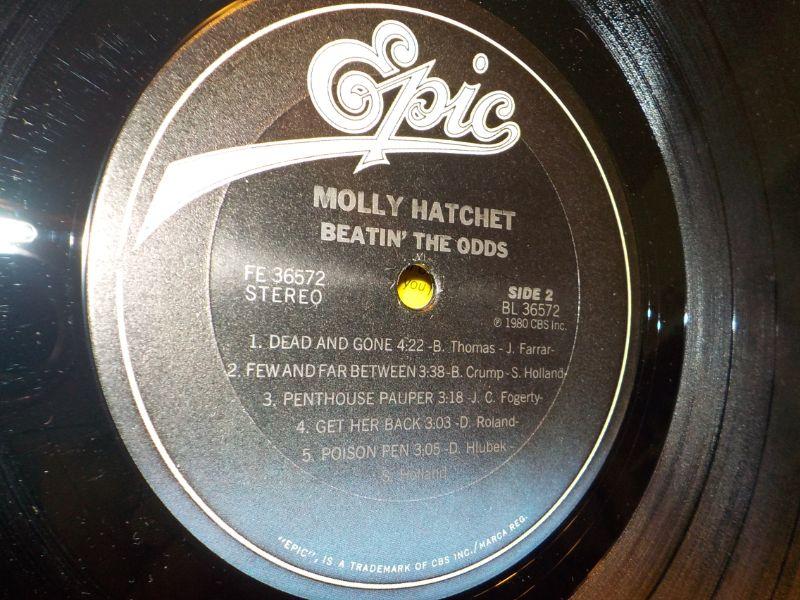 Epic
MOLLY HATCHET
BEATIN' THE ODDS
FE 36572
STEREO
you
SIDE 2
BL 36572
℗ 1980 CBS Inc.
1. DEAD AND GONE 4:22 -B. Thomas - J. Farrar-
2. FEW AND FAR BETWEEN 3:38 -B. Crump - S. Holland-
3. PENTHOUSE PAUPER 3:18 -J. C. Fogerty-
4. GET HER BACK 3:03 -D. Roland-
5. POISON PEN 3:05 -D. Hlubek -
S. Holland
"EPIC", IS A TRADEMARK OF CBS INC./MARCA REG.